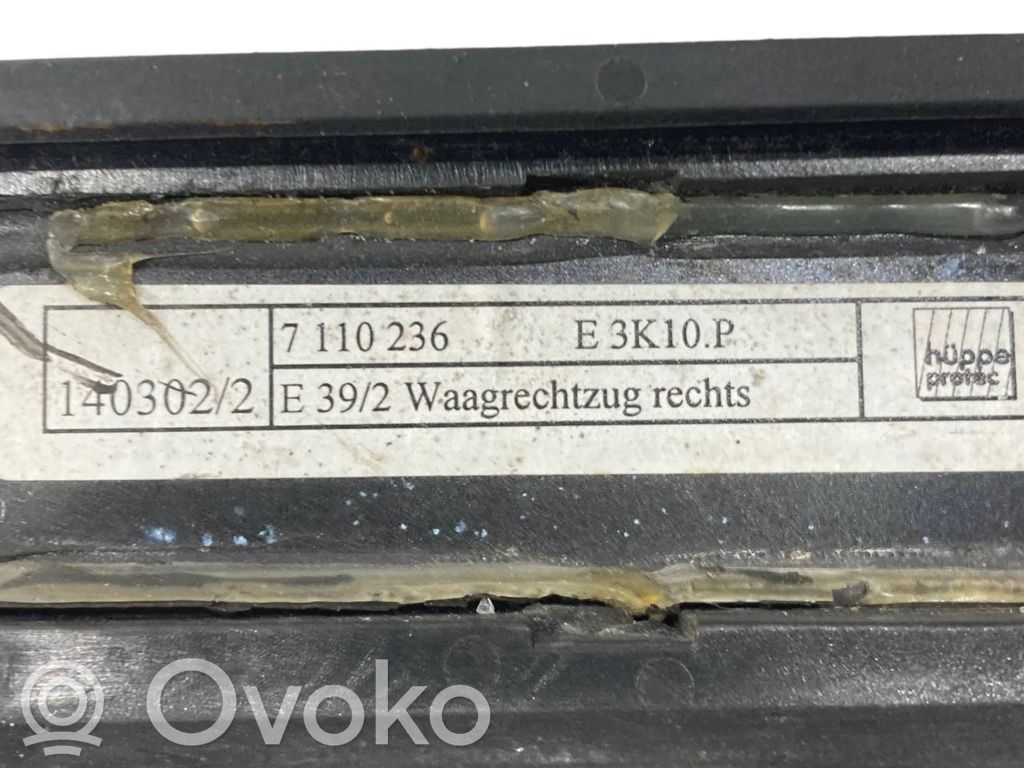 7 110 236 E 3K10.P
140302/2 E 39/2 Waagrechtzug rechts
hüppe
protec
Ovoko